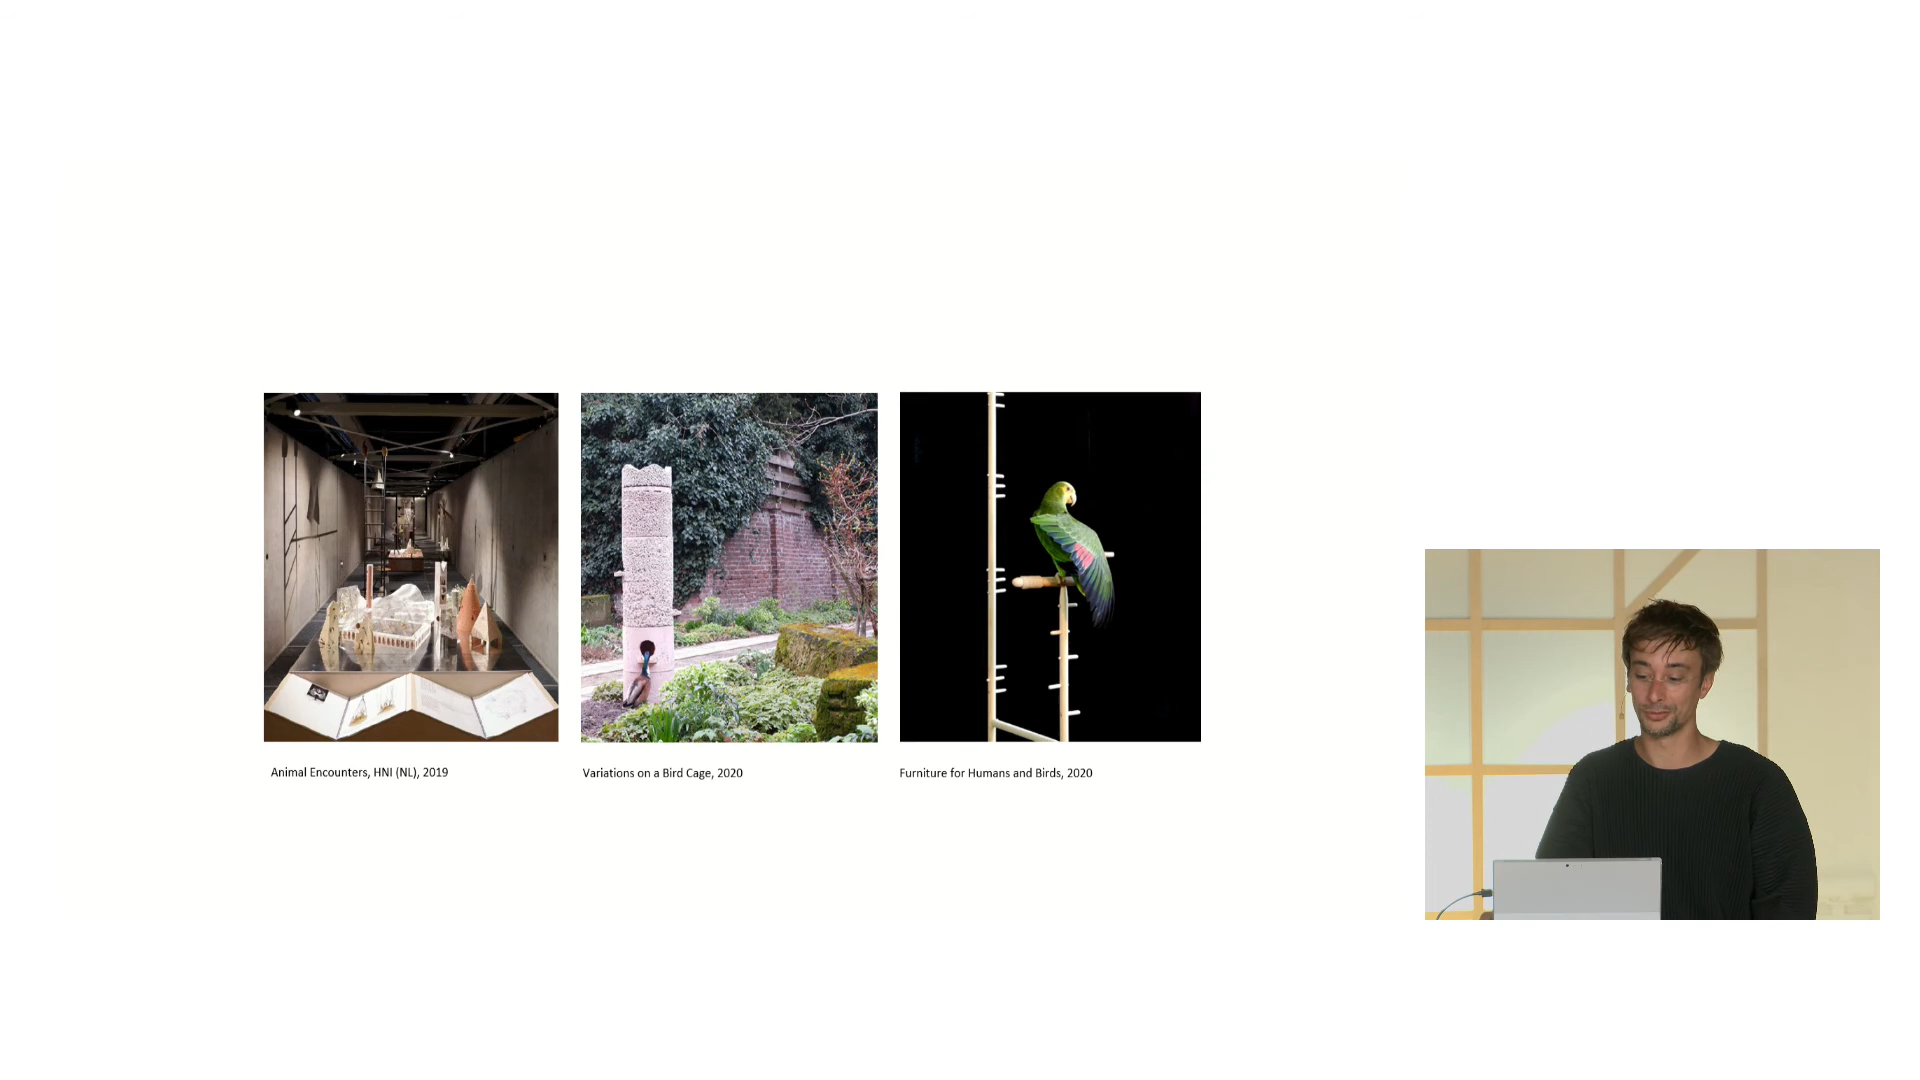 Animal Encounters, HNI (NL), 2019
Variations on a Bird Cage, 2020
Furniture for Humans and Birds, 2020